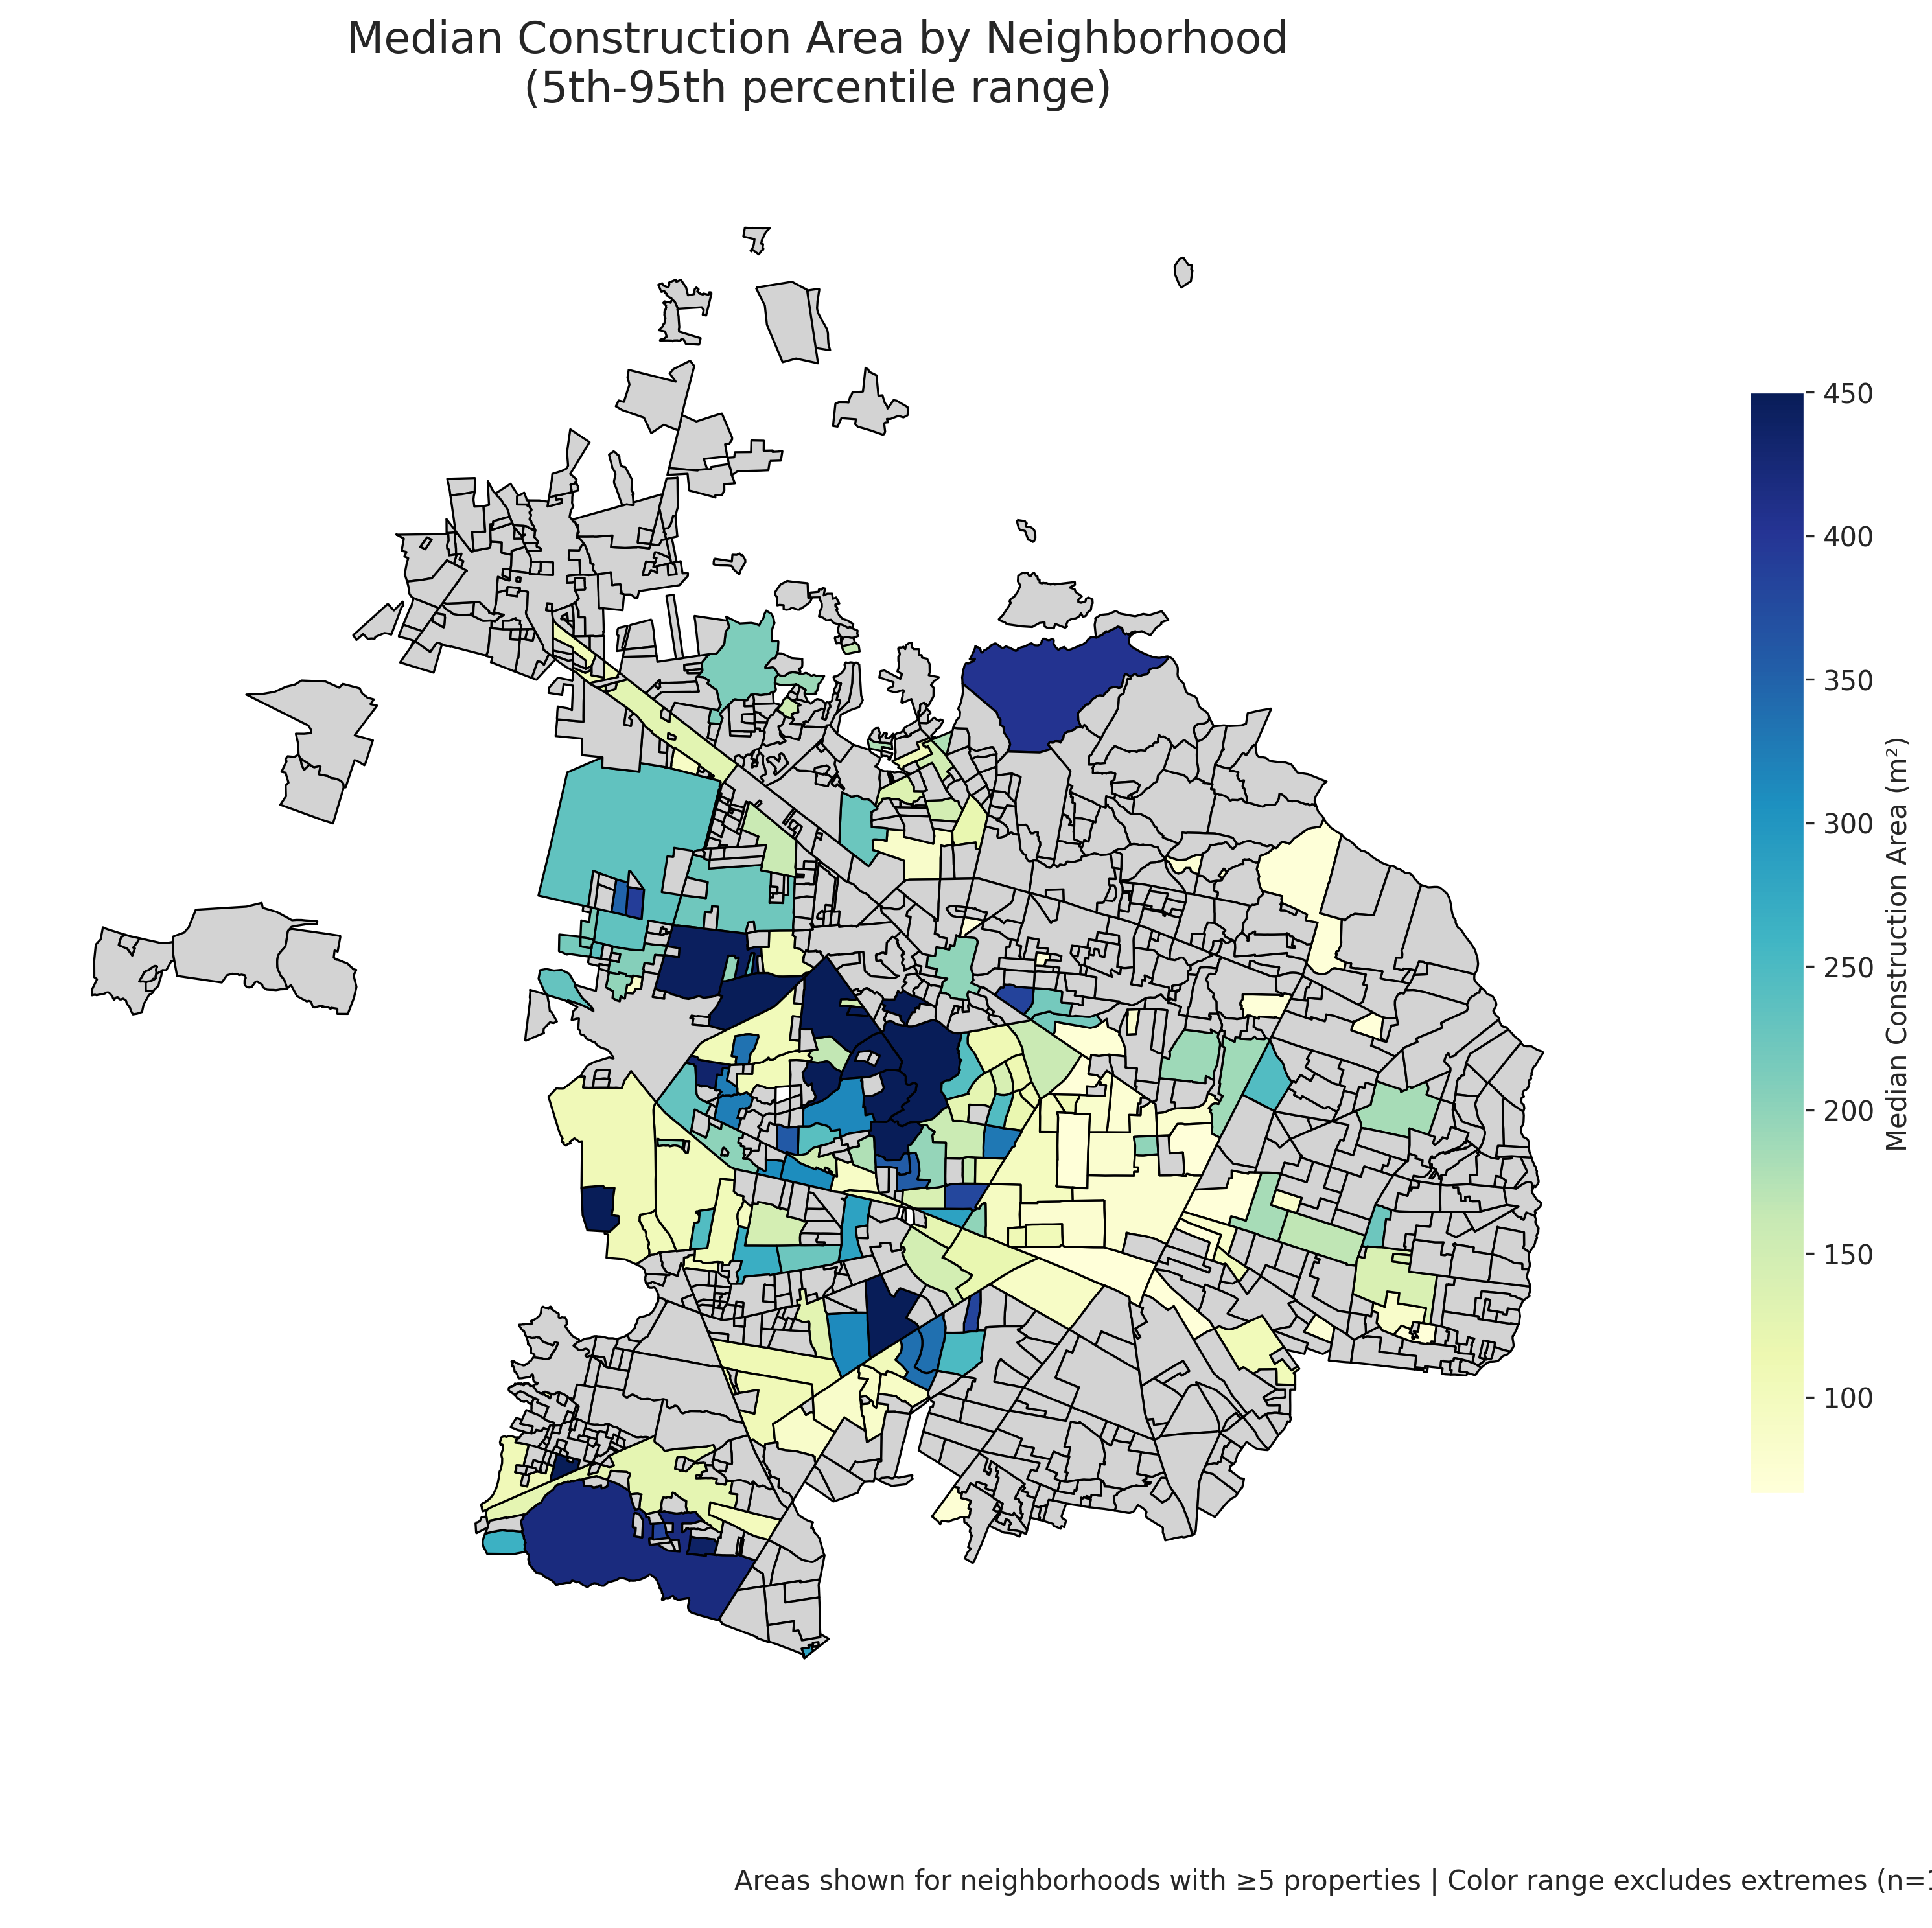 Median Construction Area by Neighborhood
(5th-95th percentile range)
450
400
350
300
250
200
150
100
Median Construction Area (m²)
Areas shown for neighborhoods with ≥5 properties | Color range excludes extremes